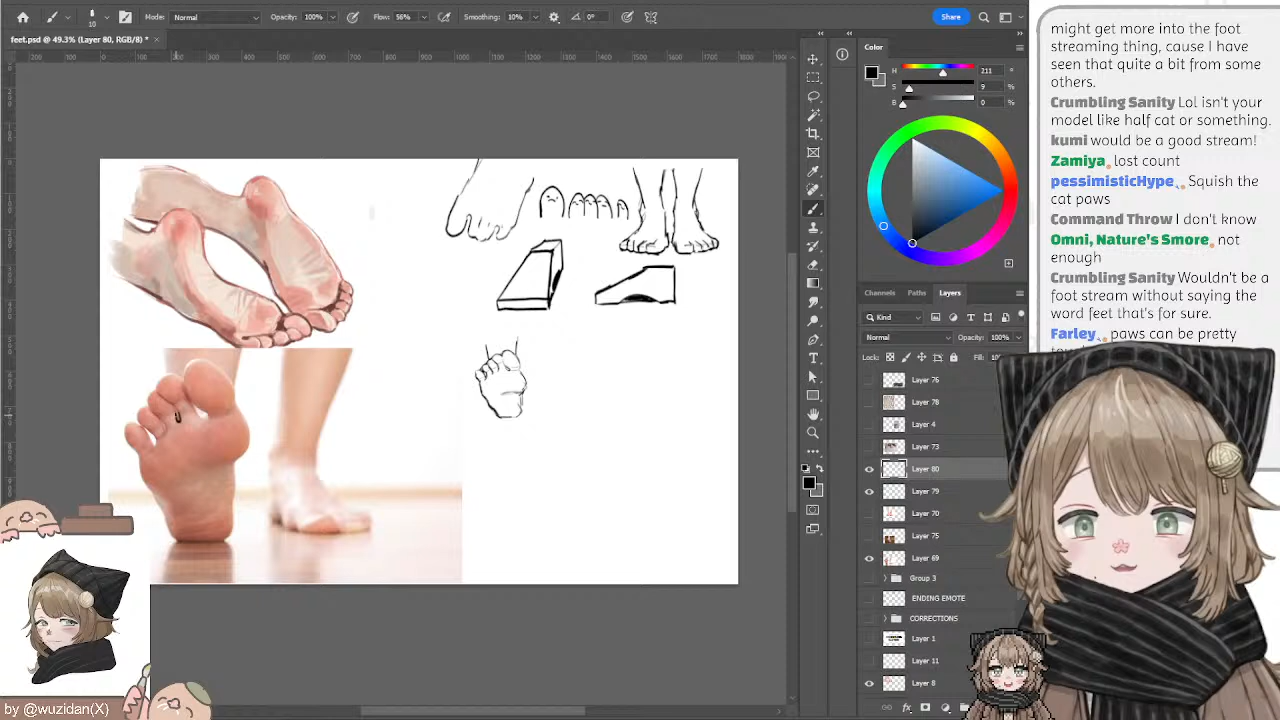 Mode: Normal Opacity: 100% Flow: 56% Smoothing: 10% 0° Share
10
feet.psd @ 49.3% (Layer 80, RGB/8) *
Color
H 211 °
S 9 %
B 0 %
Channels Paths Layers
Kind
Normal Opacity: 100%
Lock: Fill:
Layer 76
Layer 78
Layer 4
Layer 73
Layer 80
Layer 79
Layer 70
Layer 75
Layer 69
Group 3
ENDING EMOTE
CORRECTIONS
Layer 1
Layer 11
Layer 8
might get more into the foot
streaming thing, cause I have
seen that quite a bit from some
others.
Crumbling Sanity Lol isn't your
model like half cat or something.
kumi would be a good stream!
Zamiya lost count
pessimisticHype Squish the
cat paws
Command Throw I don't know
Omni, Nature's Smore not
enough
Crumbling Sanity Wouldn't be a
foot stream without saying the
word feet that's for sure.
Farley paws can be pretty
by @wuzidan(X)